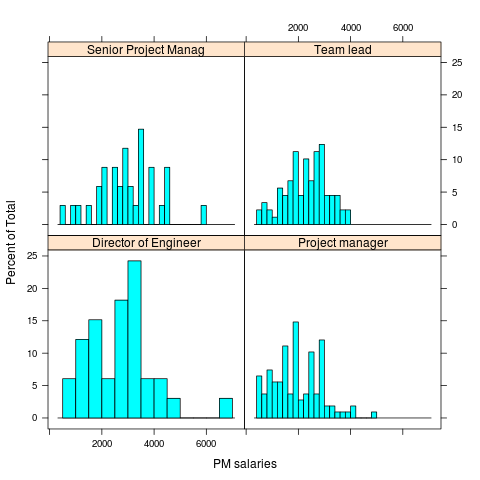 2000 4000 6000
Senior Project Manag Team lead
25
20
15
10
5
0
Director of Engineer Project manager
25
20
15
10
5
0
2000 4000 6000
Percent of Total
PM salaries